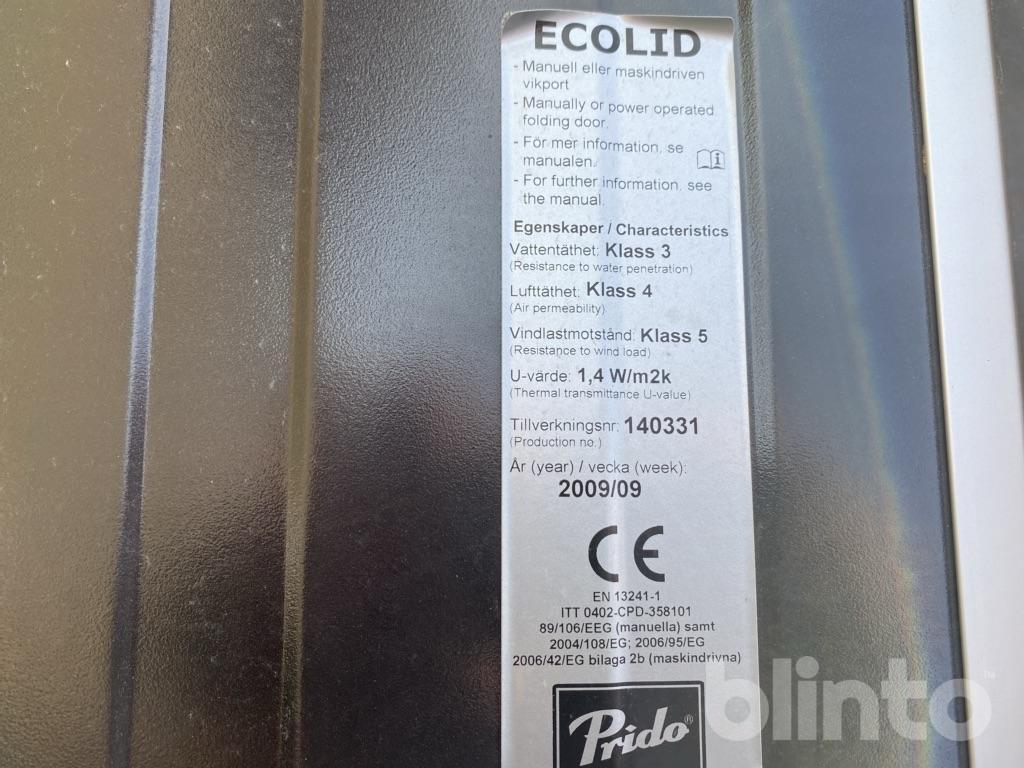 ECOLID
- Manuell eller maskindriven
vikport
- Manually or power operated
folding door.
- För mer information, se
manualen.
- For further information, see
the manual.
Egenskaper / Characteristics
Vattentäthet: Klass 3
(Resistance to water penetration)
Lufttäthet: Klass 4
(Air permeability)
Vindlastmotstånd: Klass 5
(Resistance to wind load)
U-värde: 1,4 W/m2k
(Thermal transmittance U-value)
Tillverkningsnr: 140331
(Production no.)
År (year) / vecka (week):
2009/09
CE
EN 13241-1
ITT 0402-CPD-358101
89/106/EEG (manuella) samt
2004/108/EG; 2006/95/EG
2006/42/EG bilaga 2b (maskindrivna)
Prido®
blinto™